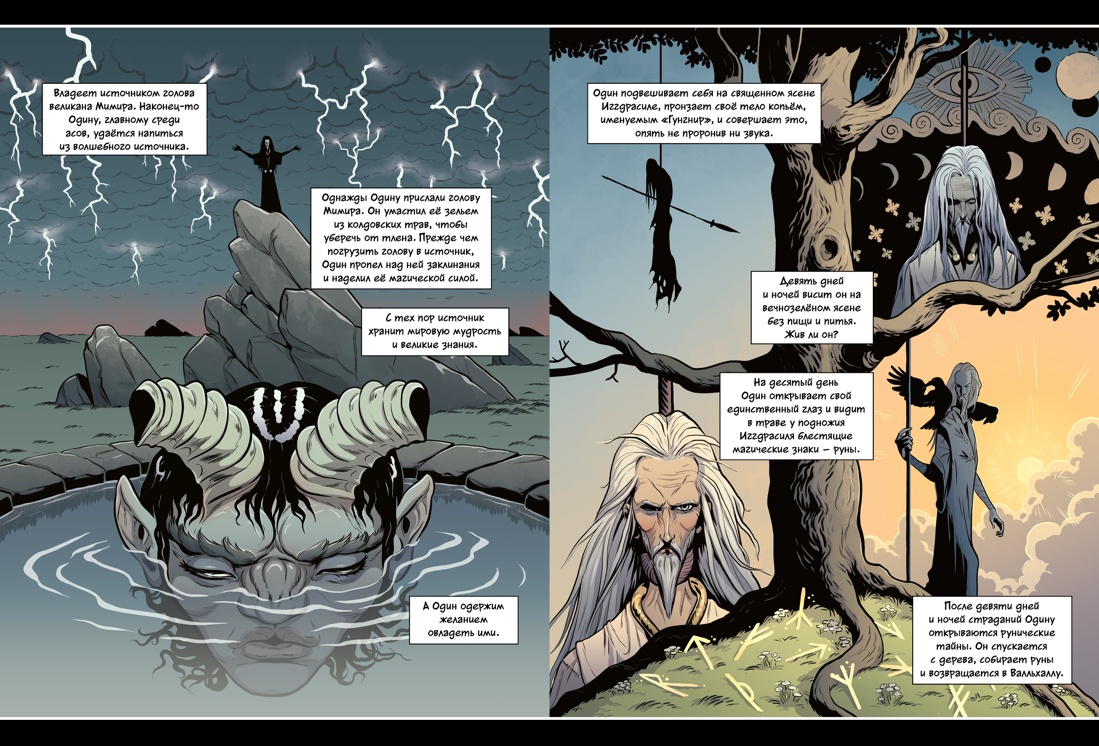 Владеет источником голова
великана Мимира. Наконец-то
Одину, главному среди
асов, удаётся напиться
из волшебного источника.
Однажды Одину прислали голову
Мимира. Он умастил её зельем
из колдовских трав, чтобы
уберечь от тлена. Прежде чем
погрузить голову в источник,
Один пропел над ней заклинания
и наделил её магической силой.
С тех пор источник
хранит мировую мудрость
и великие знания.
А Один одержим
желанием
овладеть ими.
Один подвешивает себя на священном ясене
Иггдрасиле, пронзает своё тело копьём,
именуемым «Гунгнир», и совершает это,
опять не проронив ни звука.
Девять дней
и ночей висит он на
вечнозелёном ясене
без пищи и питья.
Жив ли он?
На десятый день
Один открывает свой
единственный глаз и видит
в траве у подножия
Иггдрасиля блестящие
магические знаки – руны.
После девяти дней
и ночей страданий Одину
открываются рунические
тайны. Он спускается
с дерева, собирает руны
и возвращается в Валльхаллу.